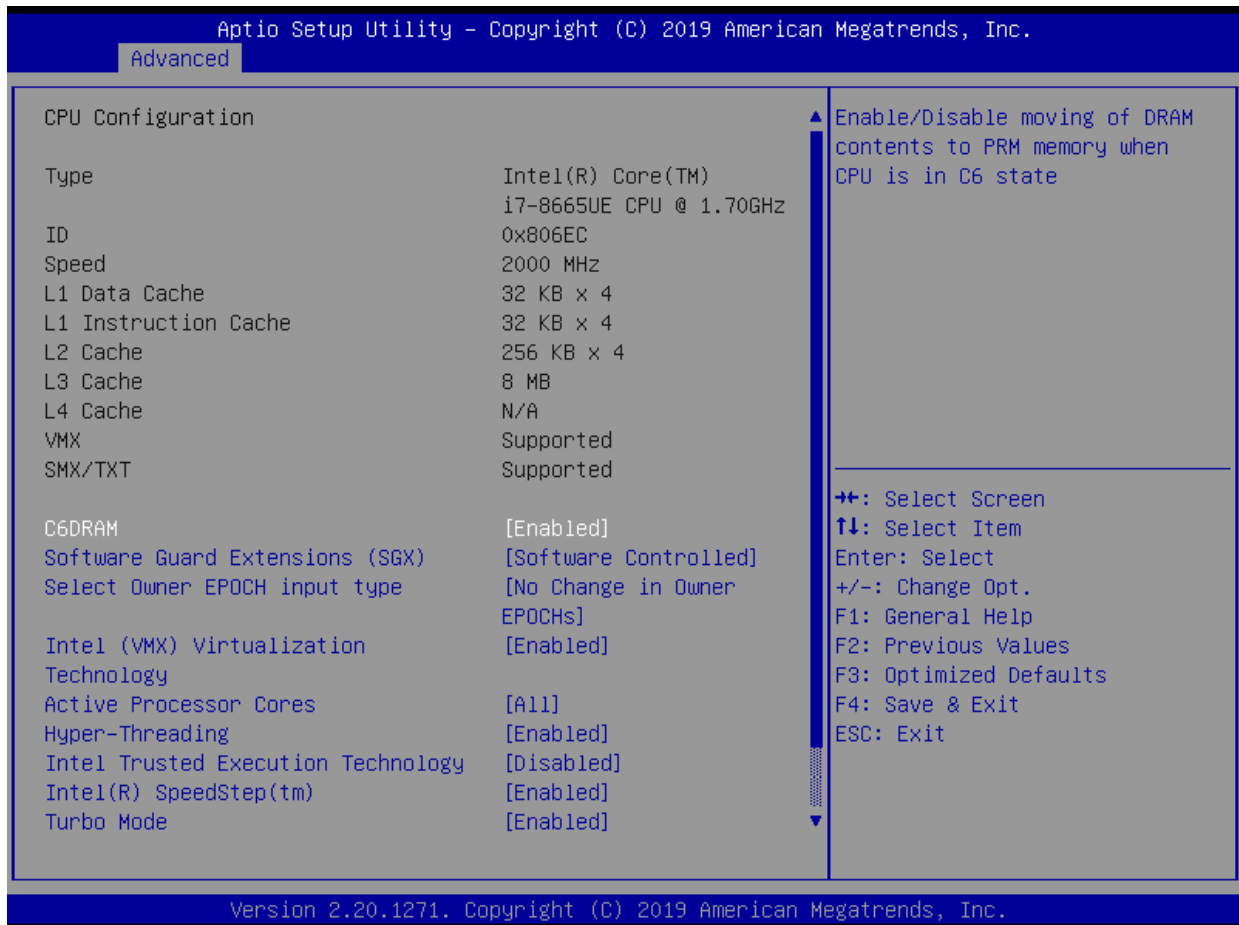 Aptio Setup Utility – Copyright (C) 2019 American Megatrends, Inc.
Advanced
CPU Configuration
Type Intel(R) Core(TM)
i7-8665UE CPU @ 1.70GHz
ID 0x806EC
Speed 2000 MHz
L1 Data Cache 32 KB x 4
L1 Instruction Cache 32 KB x 4
L2 Cache 256 KB x 4
L3 Cache 8 MB
L4 Cache N/A
VMX Supported
SMX/TXT Supported
C6DRAM [Enabled]
Software Guard Extensions (SGX) [Software Controlled]
Select Owner EPOCH input type [No Change in Owner
EPOCHs]
Intel (VMX) Virtualization [Enabled]
Technology
Active Processor Cores [All]
Hyper-Threading [Enabled]
Intel Trusted Execution Technology [Disabled]
Intel(R) SpeedStep(tm) [Enabled]
Turbo Mode [Enabled]
Enable/Disable moving of DRAM
contents to PRM memory when
CPU is in C6 state
→←: Select Screen
↑↓: Select Item
Enter: Select
+/-: Change Opt.
F1: General Help
F2: Previous Values
F3: Optimized Defaults
F4: Save & Exit
ESC: Exit
Version 2.20.1271. Copyright (C) 2019 American Megatrends, Inc.